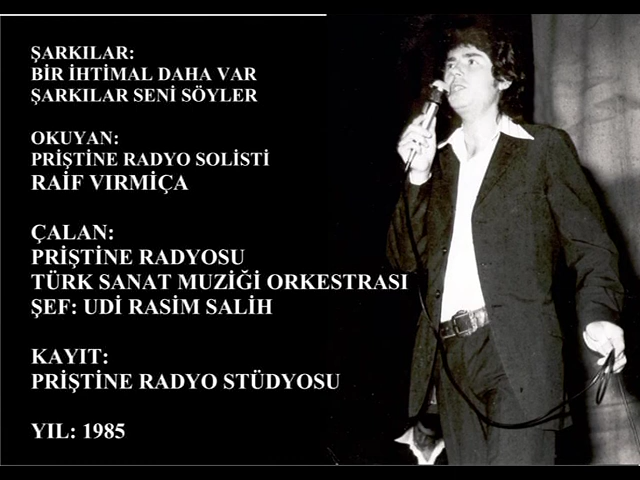 ŞARKILAR:
BİR İHTİMAL DAHA VAR
ŞARKILAR SENİ SÖYLER
OKUYAN:
PRİŞTİNE RADYO SOLİSTİ
RAİF VIRMİÇA
ÇALAN:
PRİŞTİNE RADYOSU
TÜRK SANAT MUZİĞİ ORKESTRASI
ŞEF: UDİ RASİM SALİH
KAYIT:
PRİŞTİNE RADYO STÜDYOSU
YIL: 1985